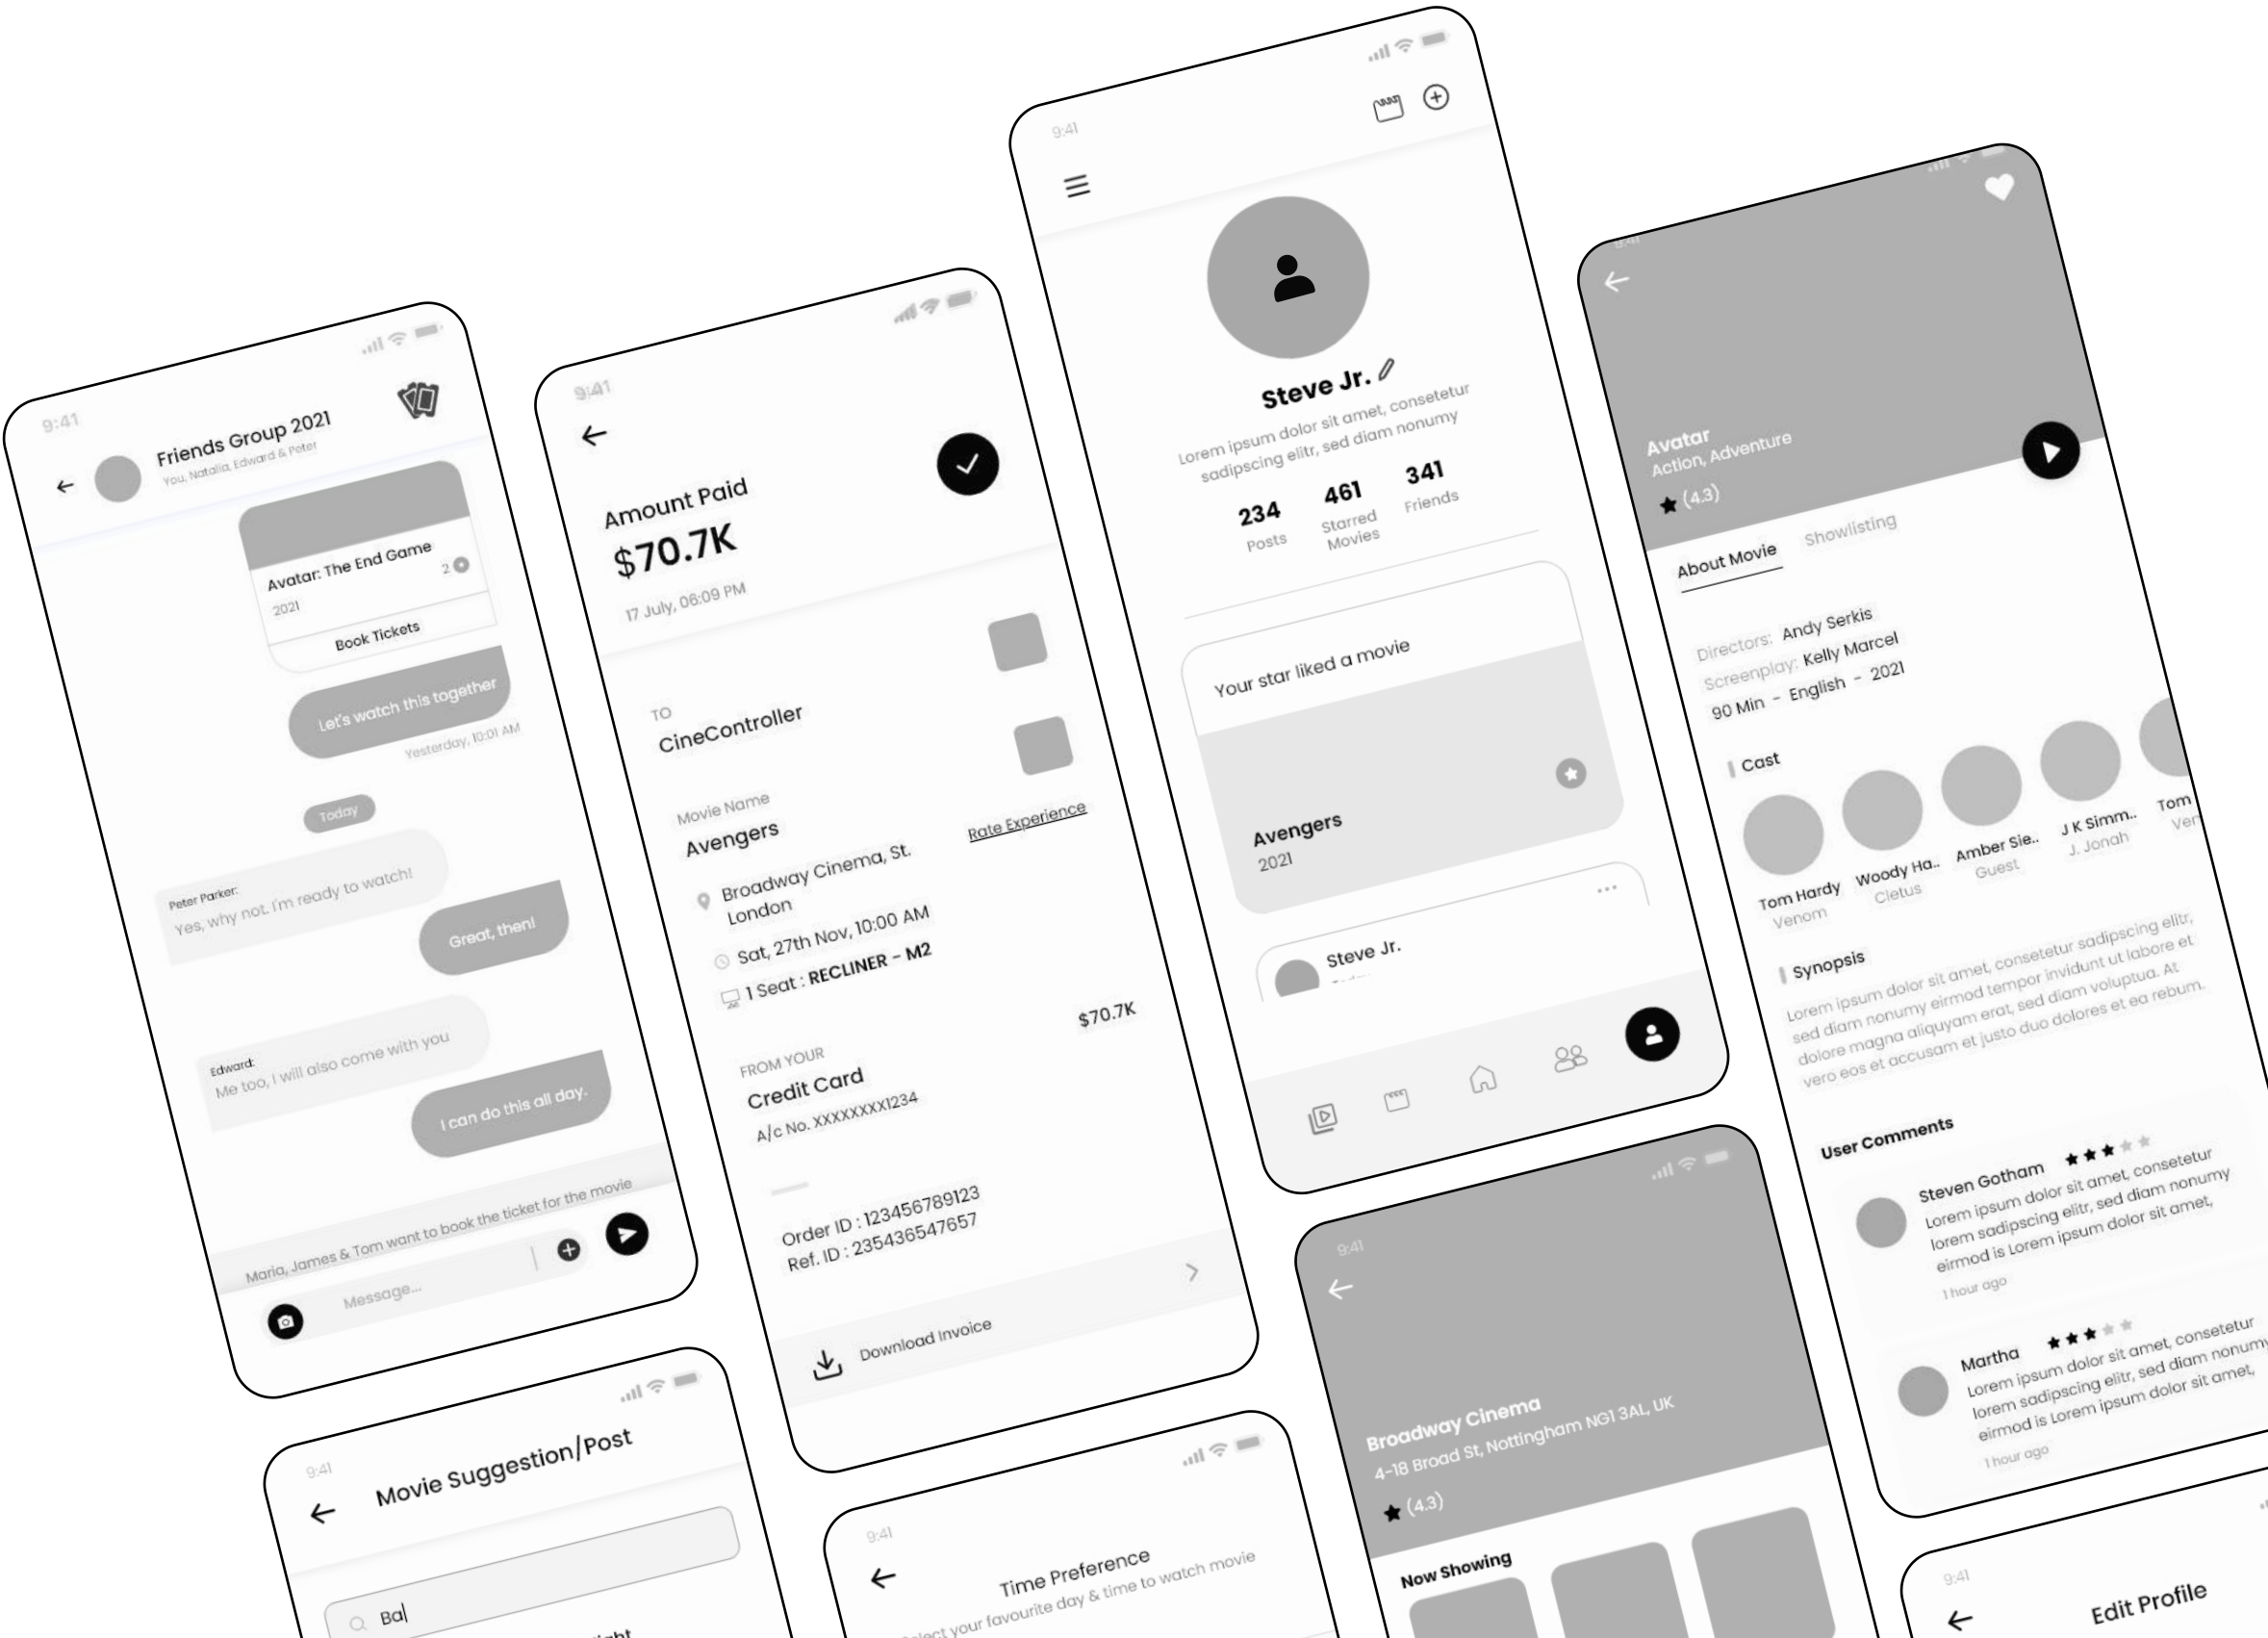 9:41
Friends Group 2021
You, Natalia, Edward & Peter
Avatar: The End Game
2
2021
Book Tickets
Let's watch this together
Yesterday, 10:01 AM
Today
Peter Parker:
Yes, why not. I'm ready to watch!
Great, then!
Edward:
Me too, I will also come with you
I can do this all day.
Maria, James & Tom want to book the ticket for the movie
Message...
9:41
Amount Paid
$70.7K
17 July, 06:09 PM
TO
CineController
Movie Name
Avengers
Rate Experience
Broadway Cinema, St.
London
Sat, 27th Nov, 10:00 AM
1 Seat : RECLINER - M2
$70.7K
FROM YOUR
Credit Card
A/c No. XXXXXXXX1234
Order ID : 123456789123
Ref. ID : 235436547657
Download Invoice
9:41
Steve Jr.
Lorem ipsum dolor sit amet, consetetur
sadipscing elitr, sed diam nonumy
234
Posts
461
Starred
Movies
341
Friends
Your star liked a movie
Avengers
2021
Steve Jr.
9:41
Avatar
Action, Adventure
(4.3)
About Movie
Showlisting
Directors: Andy Serkis
Screenplay: Kelly Marcel
90 Min - English - 2021
Cast
Tom Hardy
Venom
Woody Ha..
Cletus
Amber Sie..
Guest
J K Simm..
J. Jonah
Tom
Ven
Synopsis
Lorem ipsum dolor sit amet, consetetur sadipscing elitr,
sed diam nonumy eirmod tempor invidunt ut labore et
dolore magna aliquyam erat, sed diam voluptua. At
vero eos et accusam et justo duo dolores et ea rebum.
User Comments
Steven Gotham
Lorem ipsum dolor sit amet, consetetur
lorem sadipscing elitr, sed diam nonumy
eirmod is Lorem ipsum dolor sit amet,
1 hour ago
Martha
Lorem ipsum dolor sit amet, consetetur
lorem sadipscing elitr, sed diam nonumy
eirmod is Lorem ipsum dolor sit amet,
1 hour ago
9:41
Movie Suggestion/Post
Ba
9:41
Time Preference
Select your favourite day & time to watch movie
9:41
Broadway Cinema
4-18 Broad St, Nottingham NG1 3AL, UK
(4.3)
Now Showing
9:41
Edit Profile